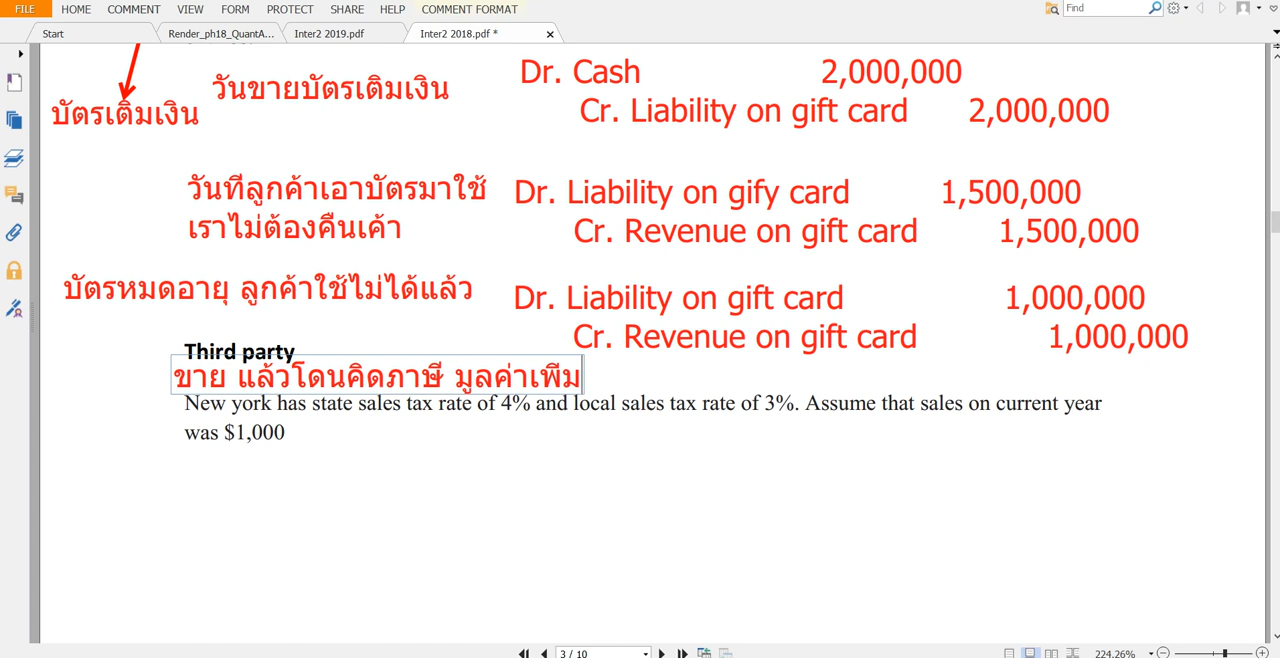 FILE HOME COMMENT VIEW FORM PROTECT SHARE HELP COMMENT FORMAT Find
Start Render_ph18_QuantA... Inter2 2019.pdf Inter2 2018.pdf *
Dr. Cash 2,000,000
วันขายบัตรเติมเงิน
บัตรเติมเงิน
Cr. Liability on gift card 2,000,000
วันทีลูกค้าเอาบัตรมาใช้
Dr. Liability on gify card 1,500,000
เราไม่ต้องคืนเค้า
Cr. Revenue on gift card 1,500,000
บัตรหมดอายุ ลูกค้าใช้ไม่ได้แล้ว
Dr. Liability on gift card 1,000,000
Cr. Revenue on gift card 1,000,000
Third party
ขาย แล้วโดนคิดภาษี มูลค่าเพีม
New york has state sales tax rate of 4% and local sales tax rate of 3%. Assume that sales on current year
was $1,000
3 / 10 224.26%